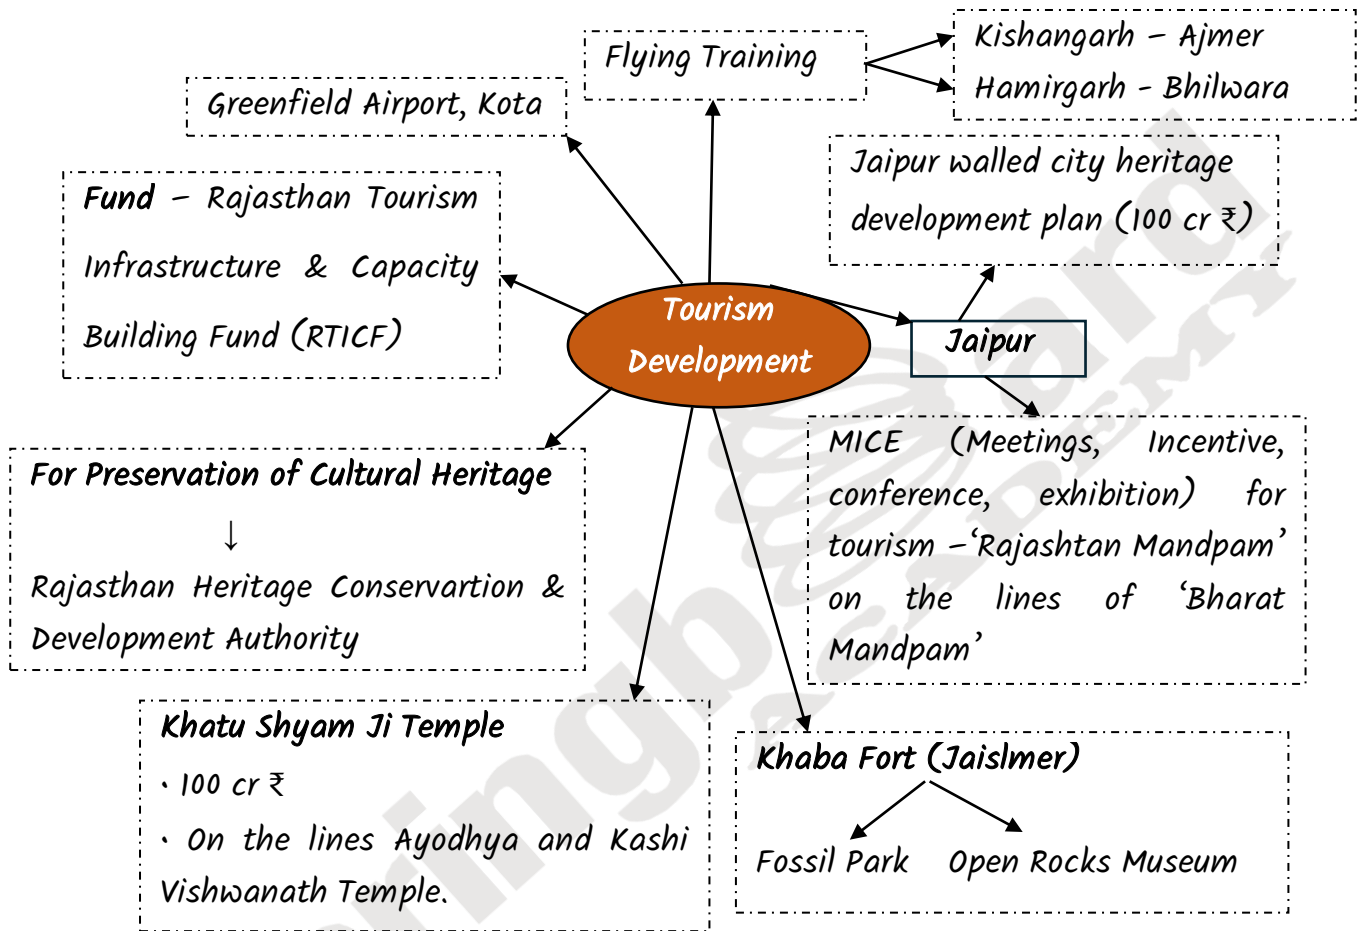 Flying Training
Kishangarh – Ajmer
Hamirgarh - Bhilwara
Greenfield Airport, Kota
Jaipur walled city heritage
development plan (100 cr ₹)
Fund – Rajasthan Tourism
Infrastructure & Capacity
Building Fund (RTICF)
Tourism
Development
Jaipur
MICE (Meetings, Incentive,
conference, exhibition) for
tourism –‘Rajashtan Mandpam’
on the lines of ‘Bharat
Mandpam’
For Preservation of Cultural Heritage
↓
Rajasthan Heritage Conservartion &
Development Authority
Khatu Shyam Ji Temple
· 100 cr ₹
· On the lines Ayodhya and Kashi
Vishwanath Temple.
Khaba Fort (Jaislmer)
Fossil Park Open Rocks Museum
ringboard
ACADEMY